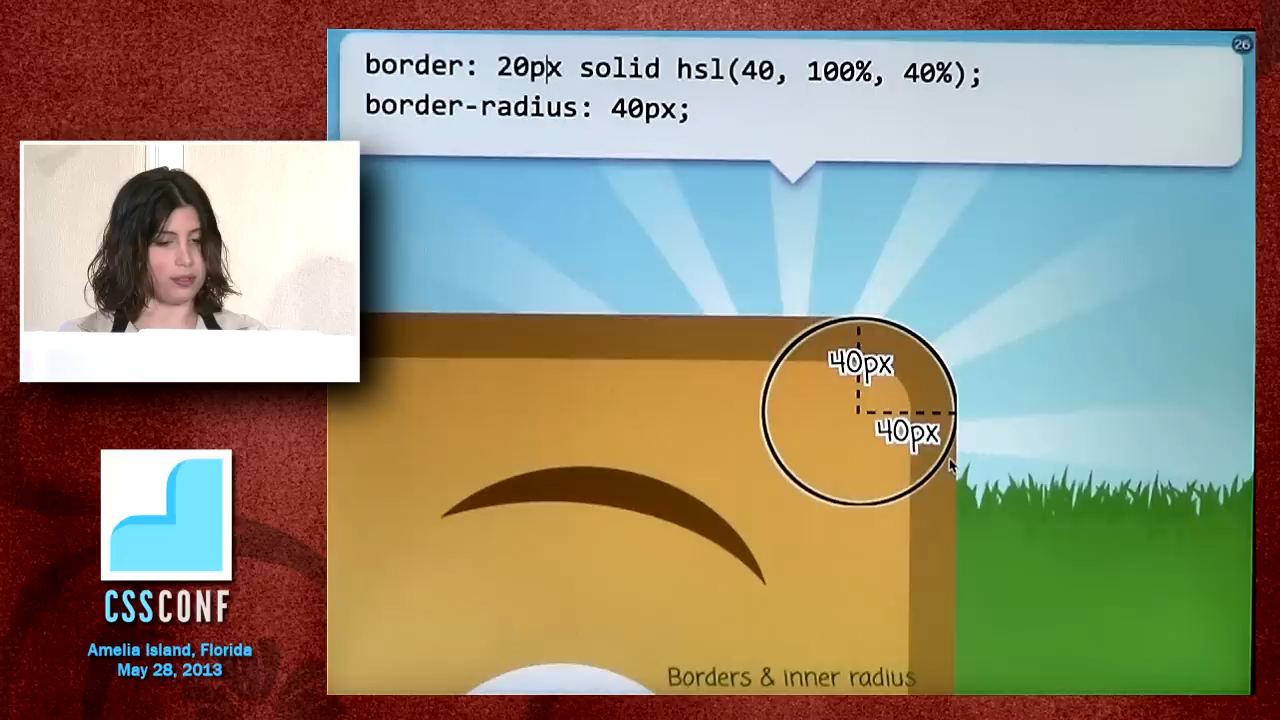 26
border: 20px solid hsl(40, 100%, 40%);
border-radius: 40px;
40px
40px
Borders & inner radius
CSSCONF
Amelia Island, Florida
May 28, 2013